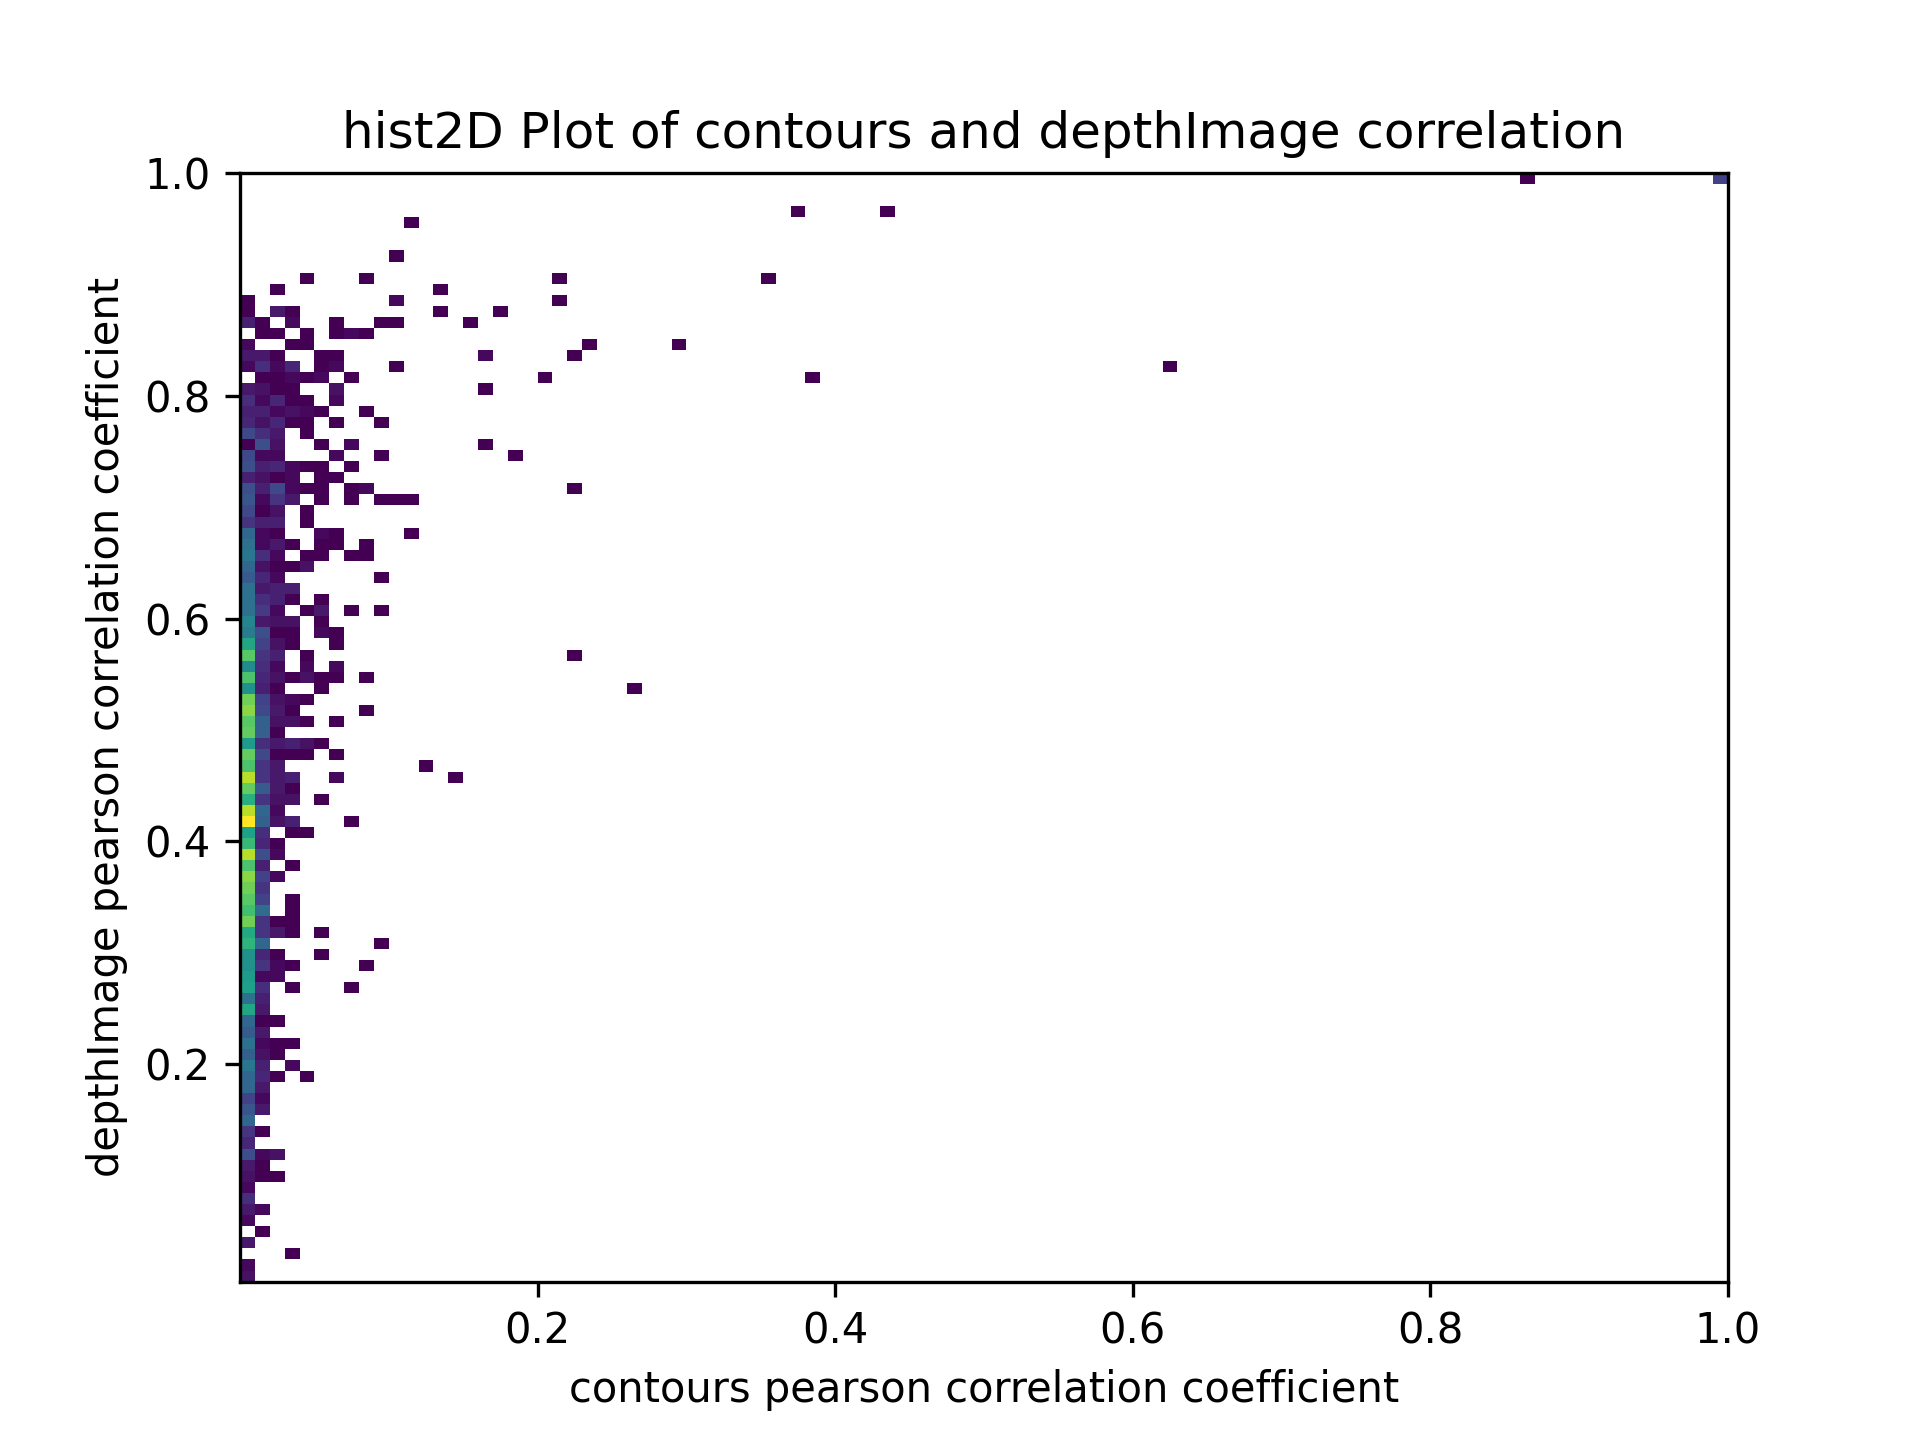 hist2D Plot of contours and depthImage correlation
depthImage pearson correlation coefficient
1.0
0.8
0.6
0.4
0.2
0.2 0.4 0.6 0.8 1.0
contours pearson correlation coefficient